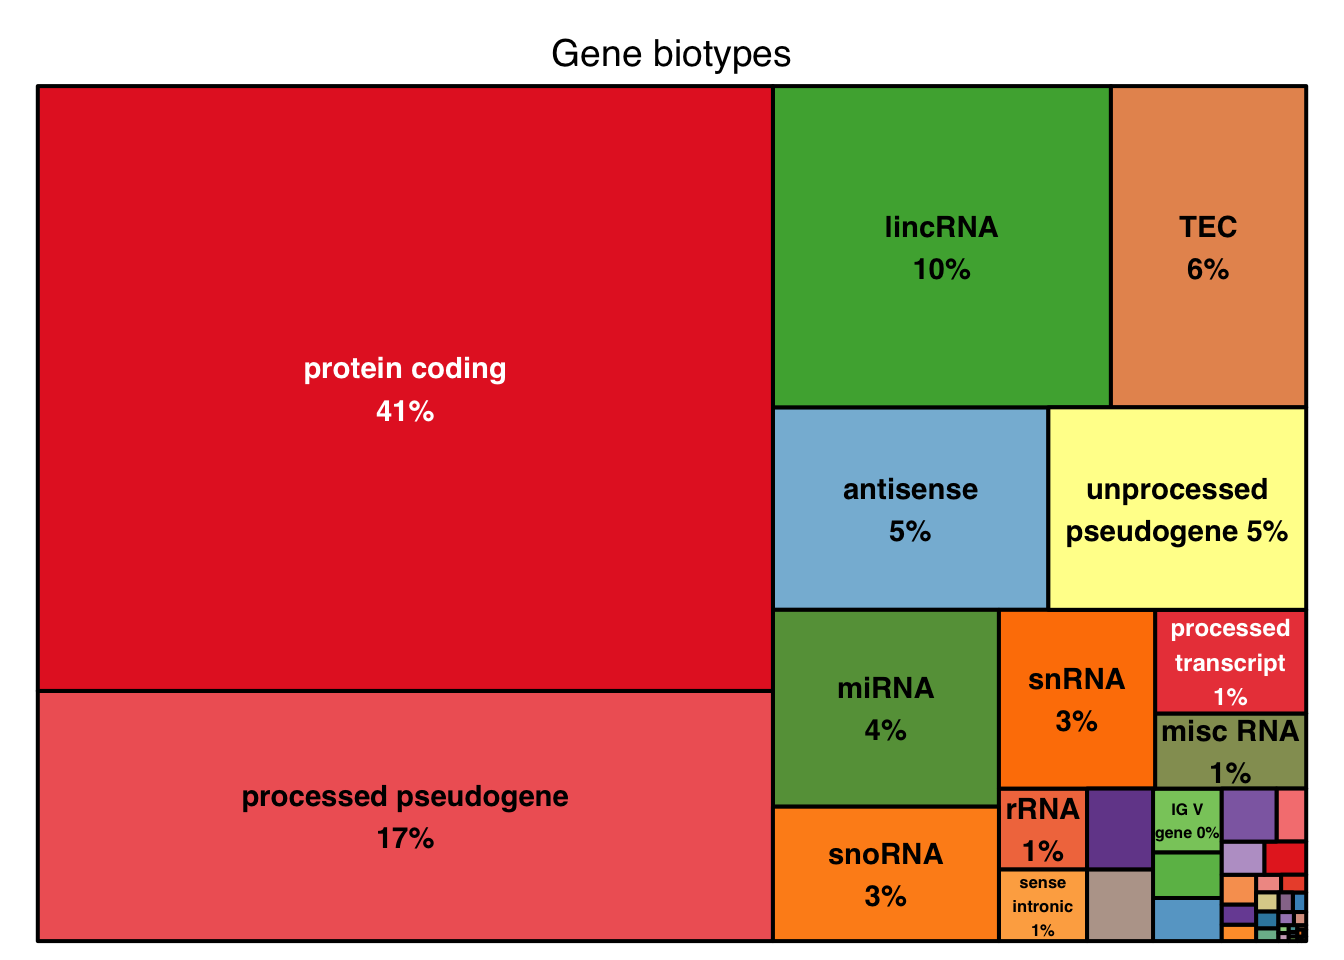 Gene biotypes
protein coding
41%
processed pseudogene
17%
lincRNA
10%
TEC
6%
antisense
5%
unprocessed
pseudogene 5%
miRNA
4%
snoRNA
3%
snRNA
3%
processed
transcript
1%
misc RNA
1%
rRNA
1%
sense
intronic
1%
IG V
gene 0%